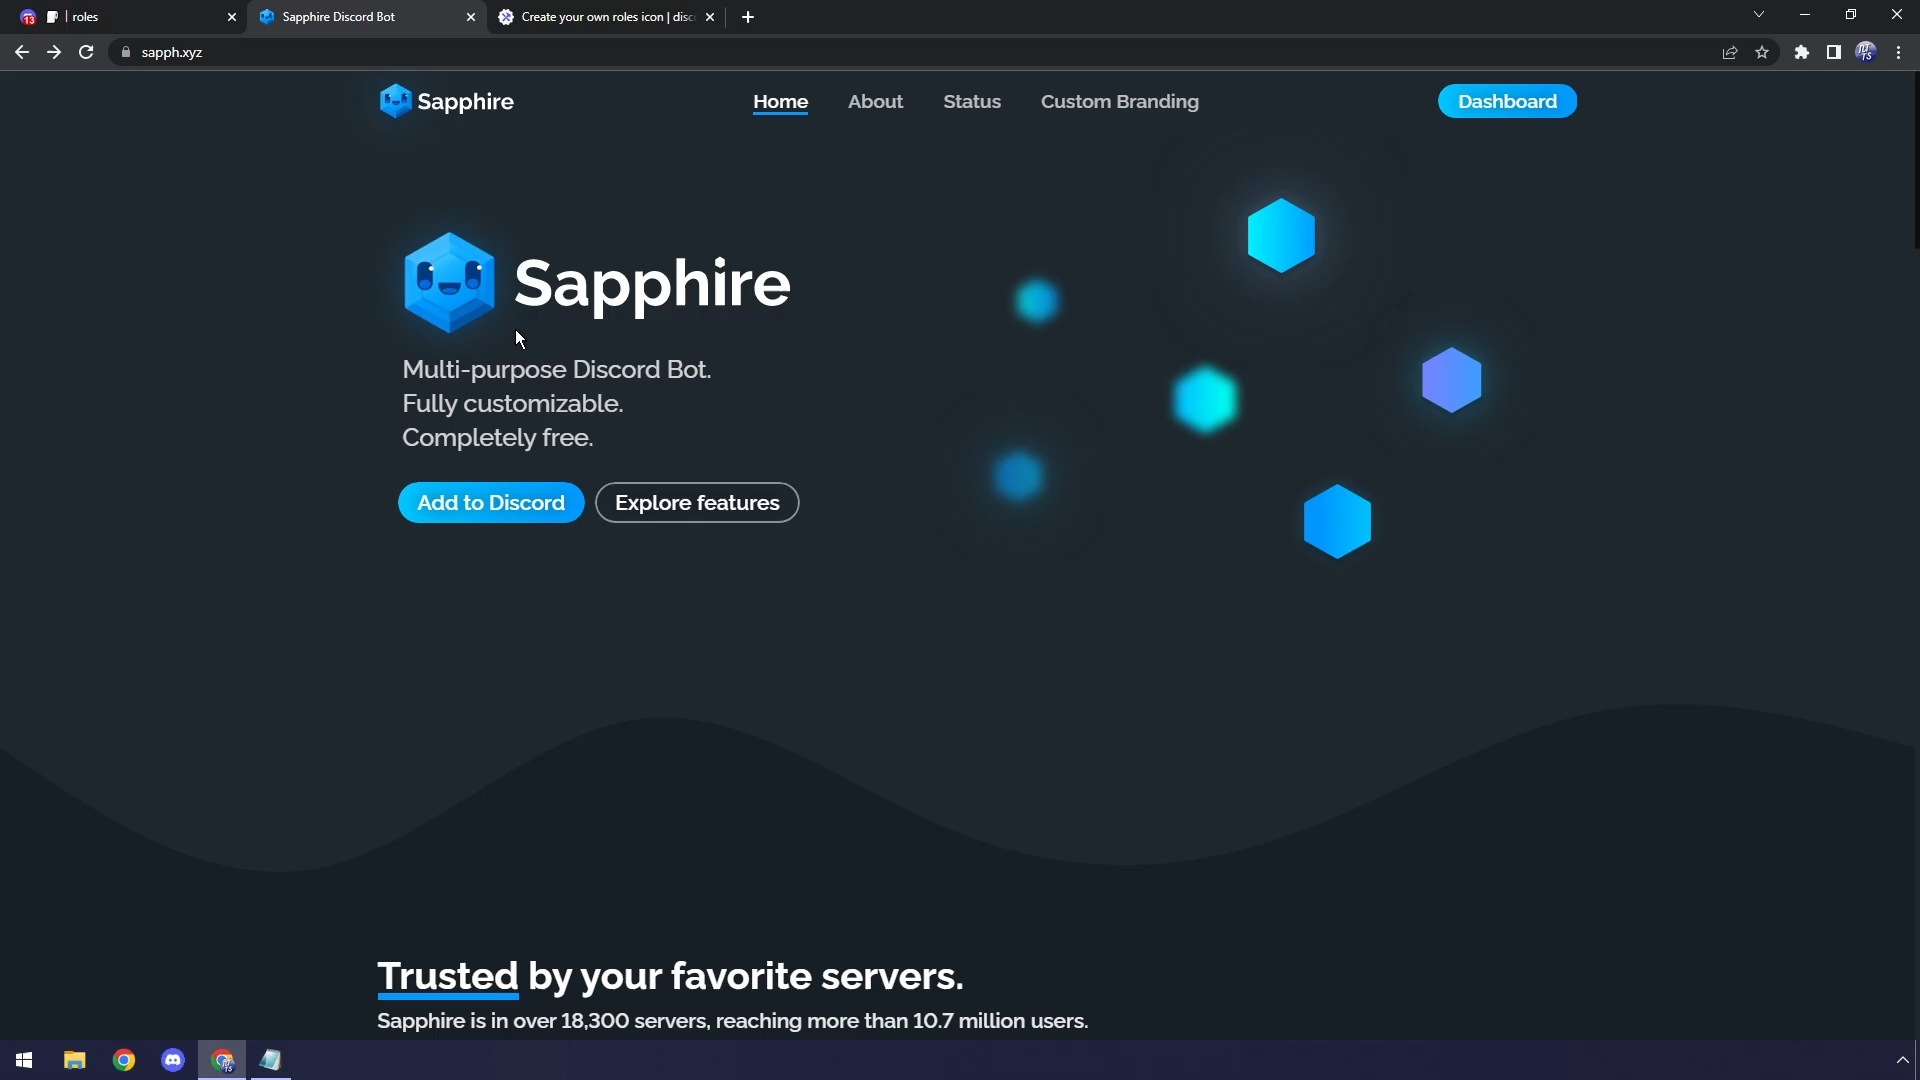 13
roles
Sapphire Discord Bot
Create your own roles icon | disc
sapph.xyz
Sapphire
Home
About
Status
Custom Branding
Dashboard
Sapphire
Multi-purpose Discord Bot.
Fully customizable.
Completely free.
Add to Discord
Explore features
Trusted by your favorite servers.
Sapphire is in over 18,300 servers, reaching more than 10.7 million users.